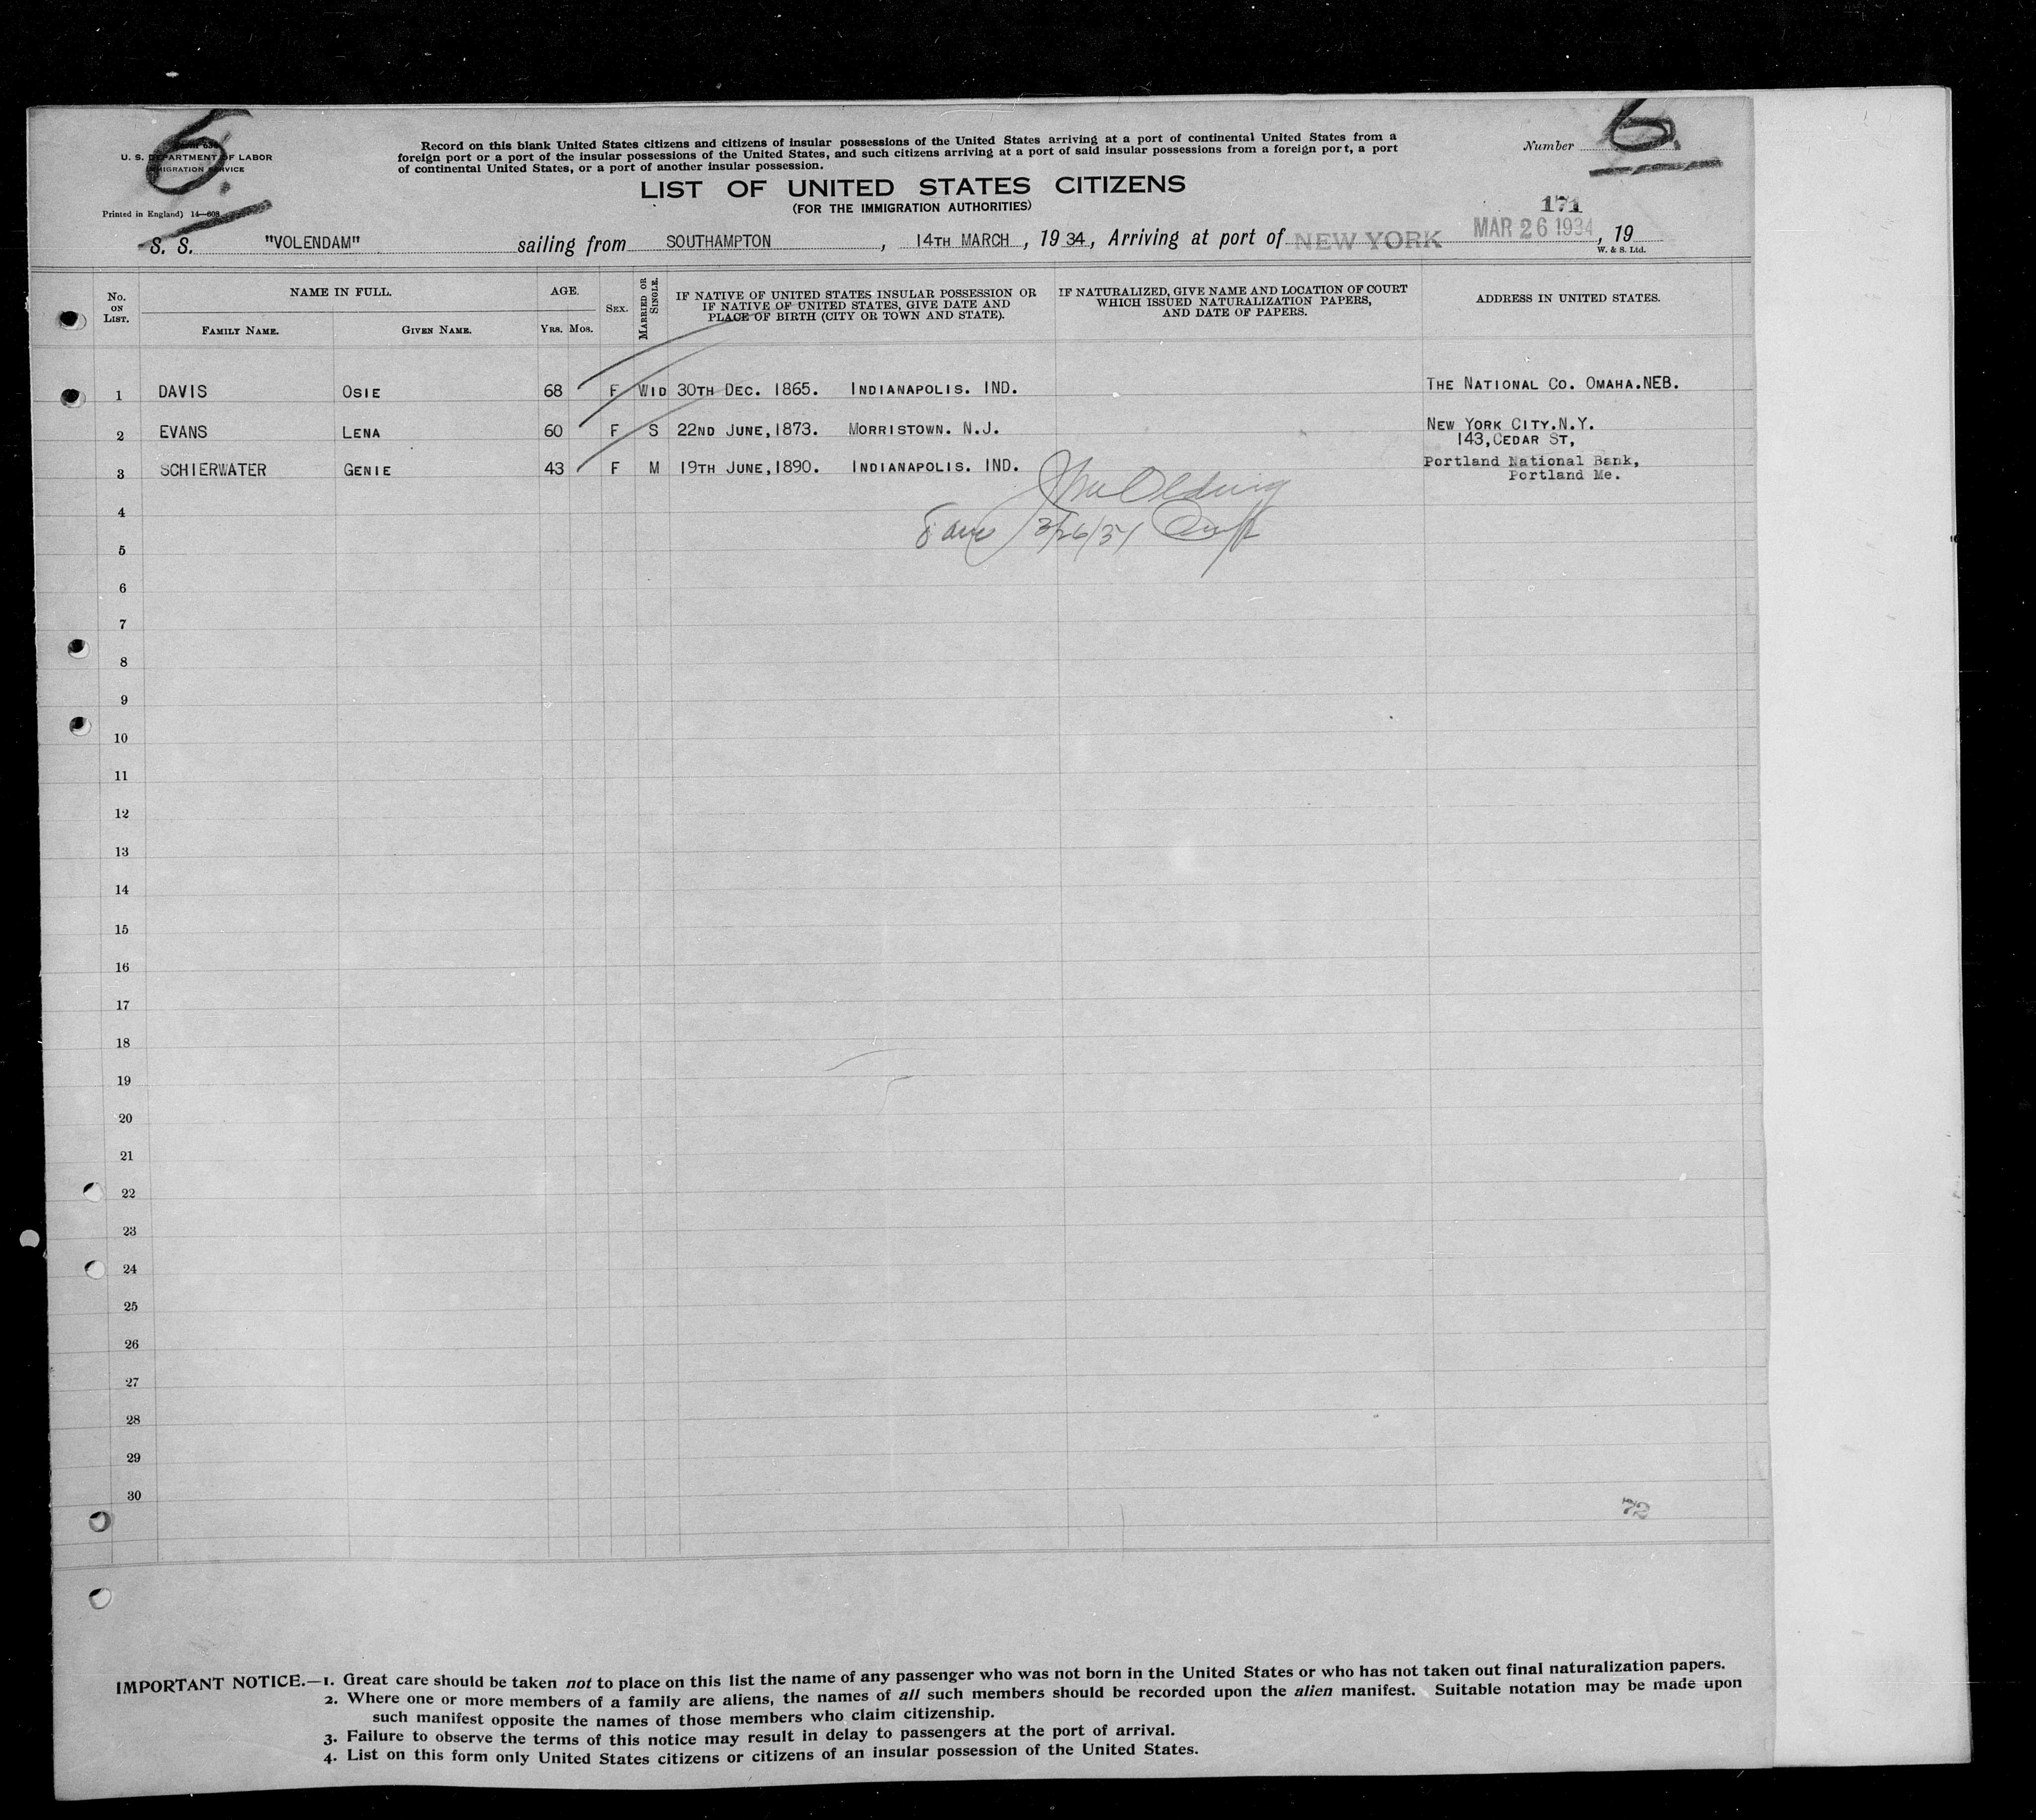 6.
U. S. DEPARTMENT OF LABOR
IMMIGRATION SERVICE
Printed in England) 14—608
Record on this blank United States citizens and citizens of insular possessions of the United States arriving at a port of continental United States from a
foreign port or a port of the insular possessions of the United States, and such citizens arriving at a port of said insular possessions from a foreign port, a port
of continental United States, or a port of another insular possession.
LIST OF UNITED STATES CITIZENS
(FOR THE IMMIGRATION AUTHORITIES)
Number 6.
171
S. S. "VOLENDAM" sailing from SOUTHAMPTON, 14TH MARCH, 1934, Arriving at port of NEW YORK MAR 26 1934, 19
W. & S. Ltd.
No. ON LIST. NAME IN FULL. AGE. SEX. MARRIED OR SINGLE. IF NATIVE OF UNITED STATES INSULAR POSSESSION OR IF NATIVE OF UNITED STATES, GIVE DATE AND PLACE OF BIRTH (CITY OR TOWN AND STATE). IF NATURALIZED, GIVE NAME AND LOCATION OF COURT WHICH ISSUED NATURALIZATION PAPERS, AND DATE OF PAPERS. ADDRESS IN UNITED STATES.
FAMILY NAME. GIVEN NAME. YRS. MOS.
1 DAVIS OSIE 68 F WID 30TH DEC. 1865. INDIANAPOLIS. IND. THE NATIONAL CO. OMAHA.NEB.
2 EVANS LENA 60 F S 22ND JUNE,1873. MORRISTOWN. N.J. NEW YORK CITY.N.Y.
143,CEDAR ST,
3 SCHIERWATER GENIE 43 F M 19TH JUNE,1890. INDIANAPOLIS. IND. Portland National Bank,
Portland Me.
4
3/26/34
5
6
7
8
9
10
11
12
13
14
15
16
17
18
19
20
21
22
23
24
25
26
27
28
29
30
72
IMPORTANT NOTICE.—1. Great care should be taken not to place on this list the name of any passenger who was not born in the United States or who has not taken out final naturalization papers.
2. Where one or more members of a family are aliens, the names of all such members should be recorded upon the alien manifest. Suitable notation may be made upon
such manifest opposite the names of those members who claim citizenship.
3. Failure to observe the terms of this notice may result in delay to passengers at the port of arrival.
4. List on this form only United States citizens or citizens of an insular possession of the United States.